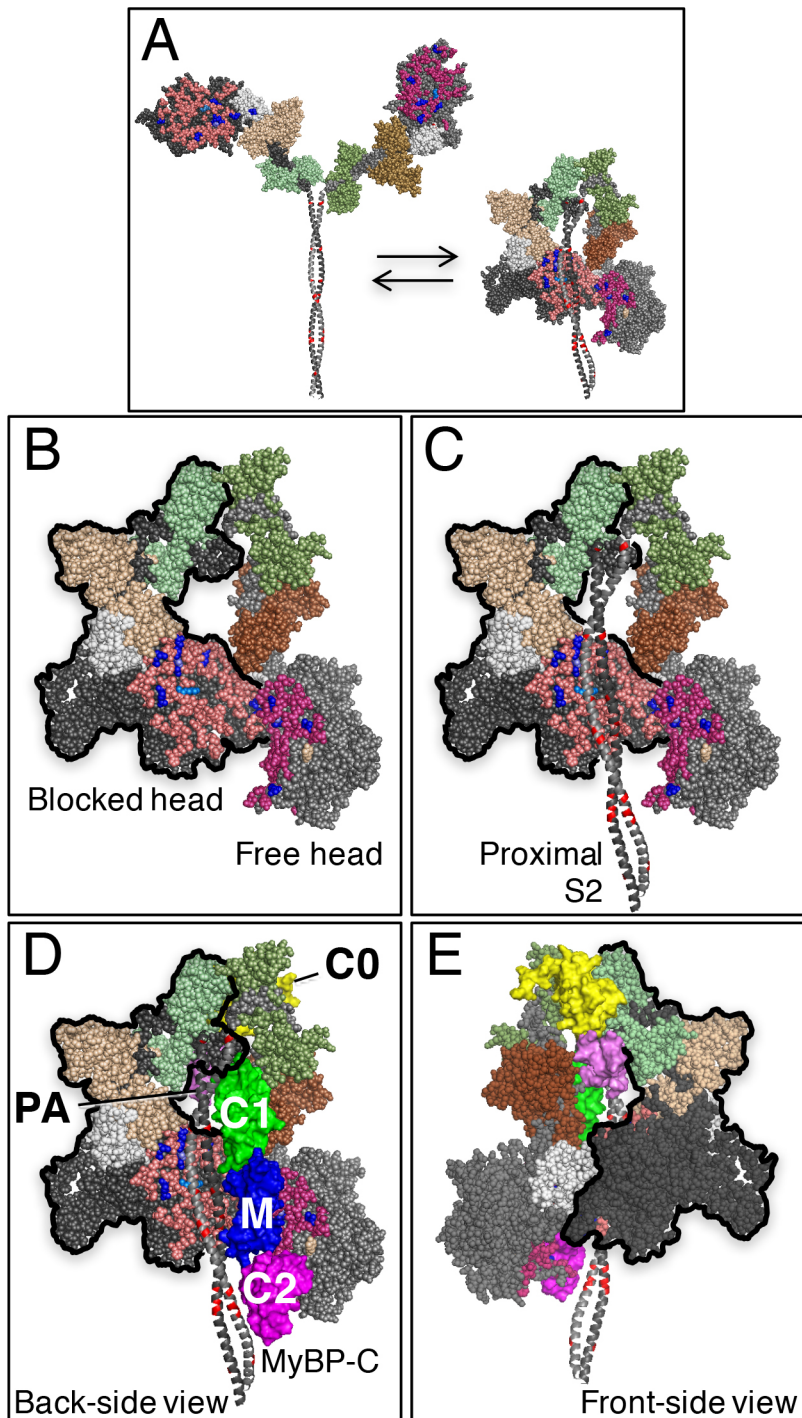 A
B
Blocked head
Free head
C
Proximal
S2
D
C0
PA
C1
M
C2
MyBP-C
Back-side view
E
Front-side view